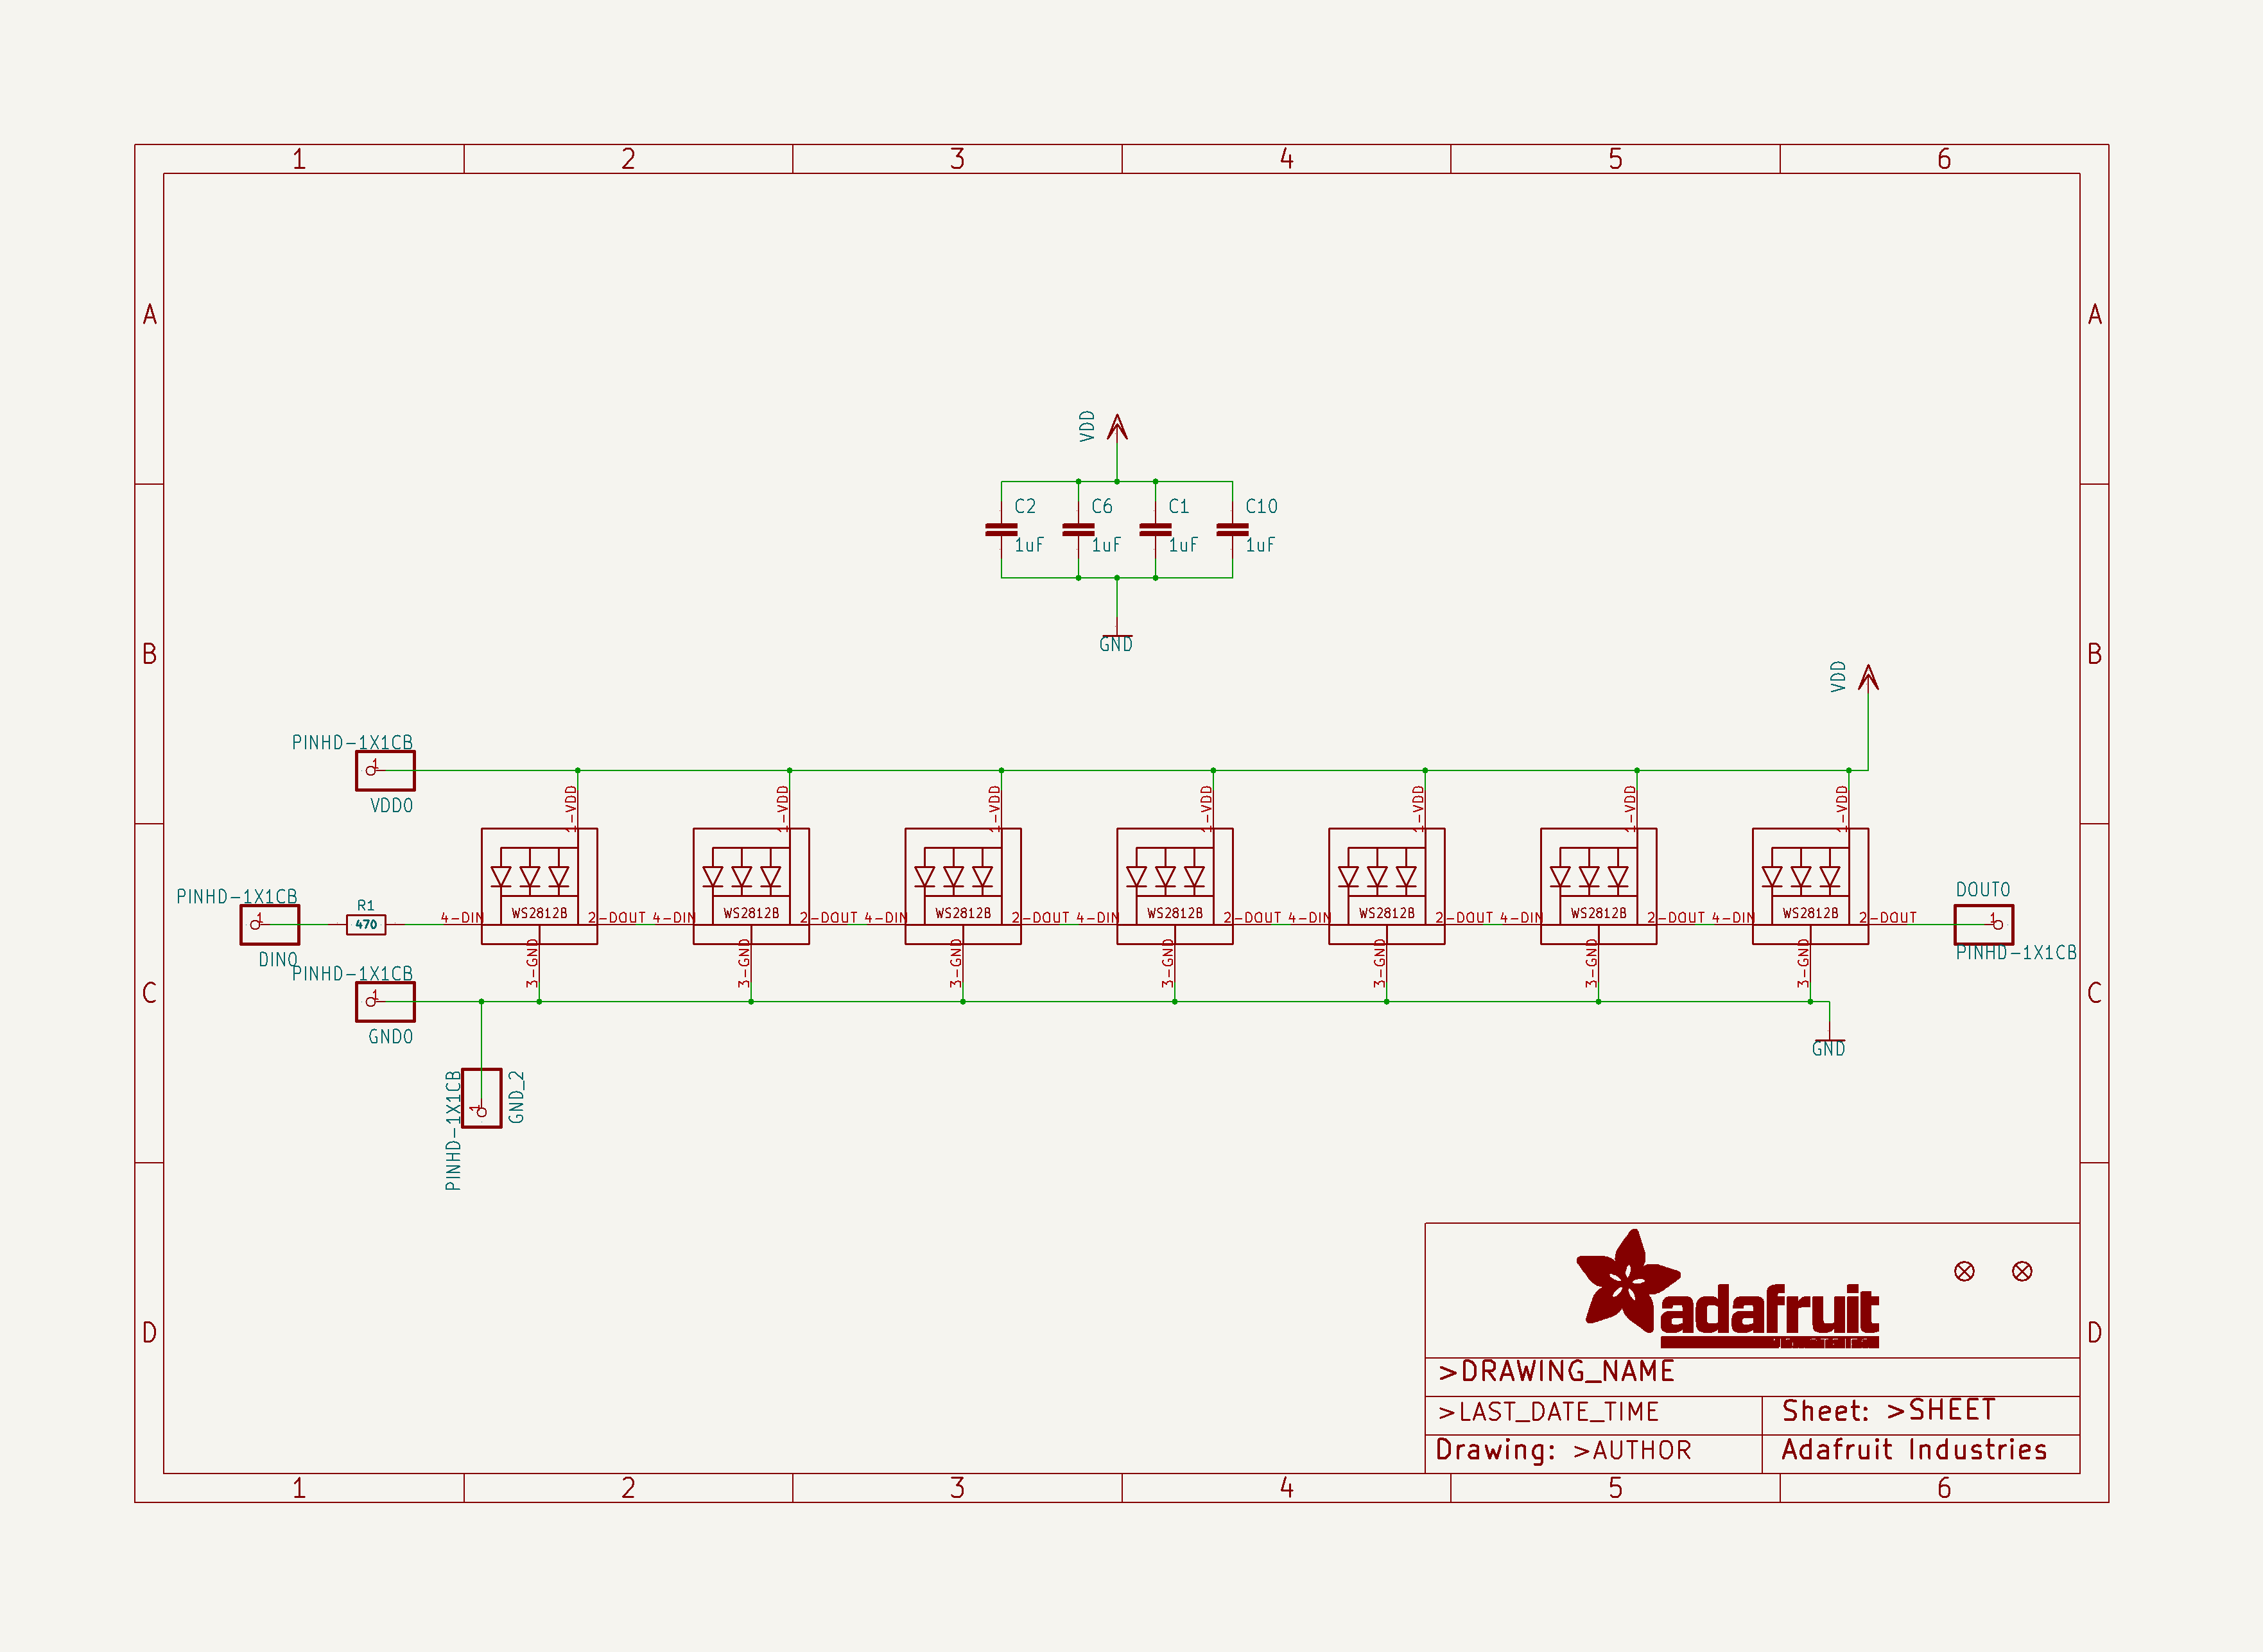 1 2 3 4 5 6
A A
VDD
C2 C6 C1 C10
1uF 1uF 1uF 1uF
GND
B B
VDD
PINHD-1X1CB
1
VDD0
1-VDD 1-VDD 1-VDD 1-VDD 1-VDD 1-VDD 1-VDD
PINHD-1X1CB R1 DOUT0
WS2812B WS2812B WS2812B WS2812B WS2812B WS2812B WS2812B
1 470 4-DIN 2-DOUT 4-DIN 2-DOUT 4-DIN 2-DOUT 4-DIN 2-DOUT 4-DIN 2-DOUT 4-DIN 2-DOUT 4-DIN 2-DOUT 1
DIN0 PINHD-1X1CB
3-GND 3-GND 3-GND 3-GND 3-GND 3-GND 3-GND
PINHD-1X1CB
C 1 C
GND0
GND
PINHD-1X1CB 1 GND_2
adafruit
D D
>DRAWING_NAME
>LAST_DATE_TIME Sheet: >SHEET
Drawing: >AUTHOR Adafruit Industries
1 2 3 4 5 6